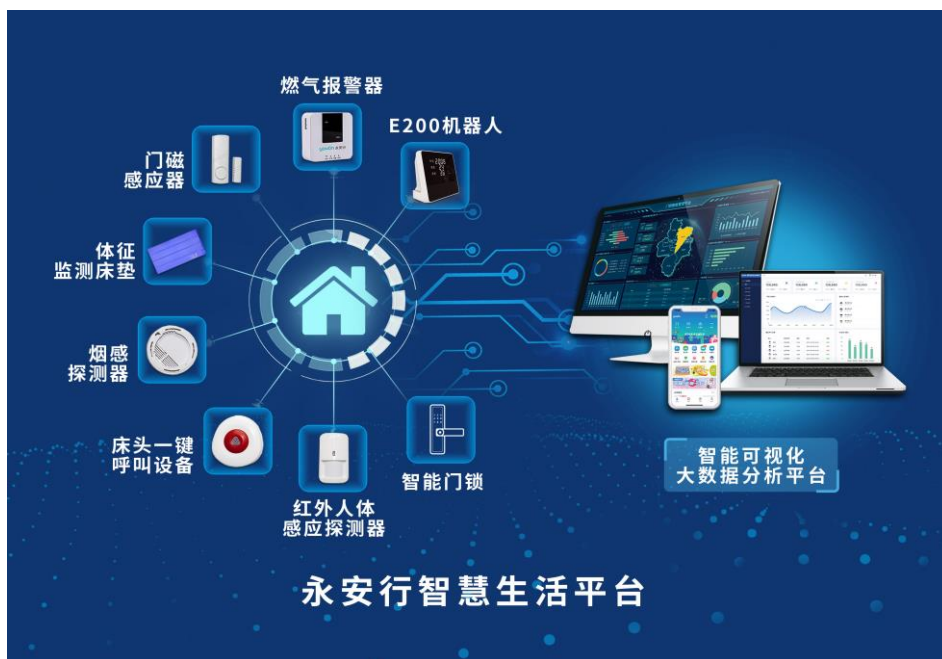 燃气报警器
E200机器人
门磁
感应器
体征
监测床垫
烟感
探测器
床头一键
呼叫设备
红外人体
感应探测器
智能门锁
智能可视化
大数据分析平台
永安行智慧生活平台